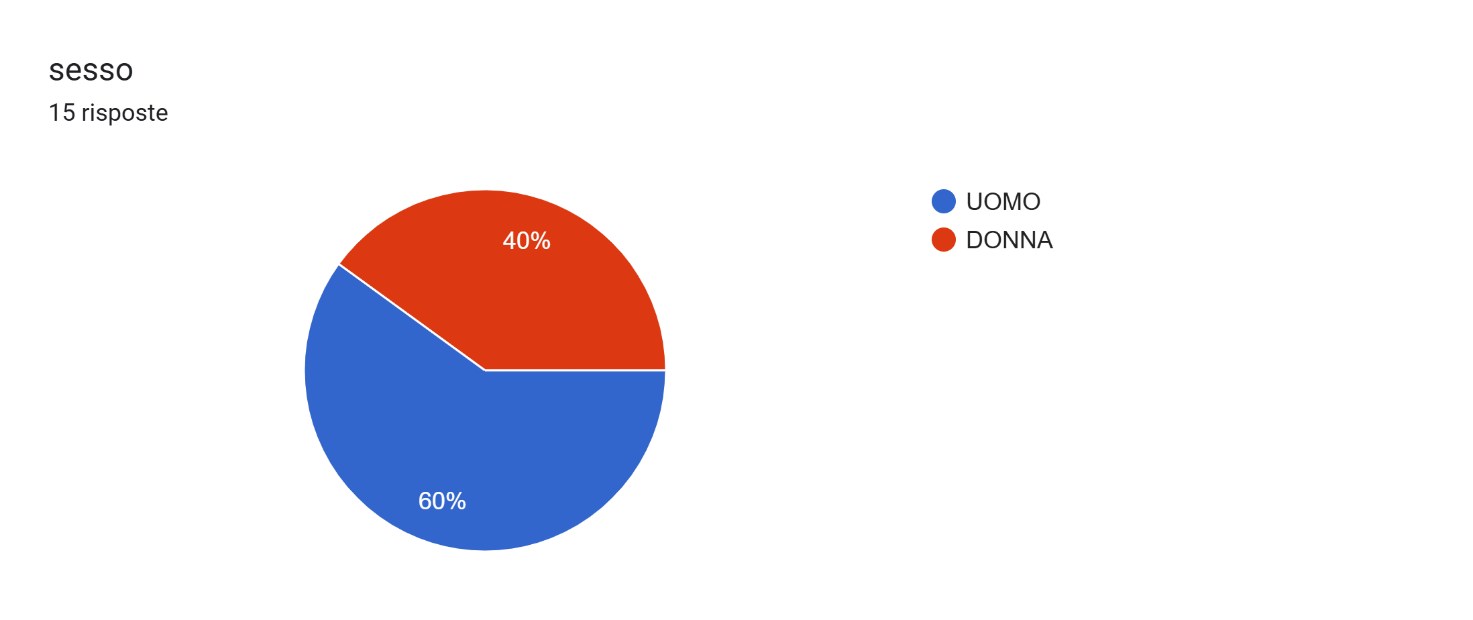 sesso
15 risposte
UOMO
DONNA
40%
60%